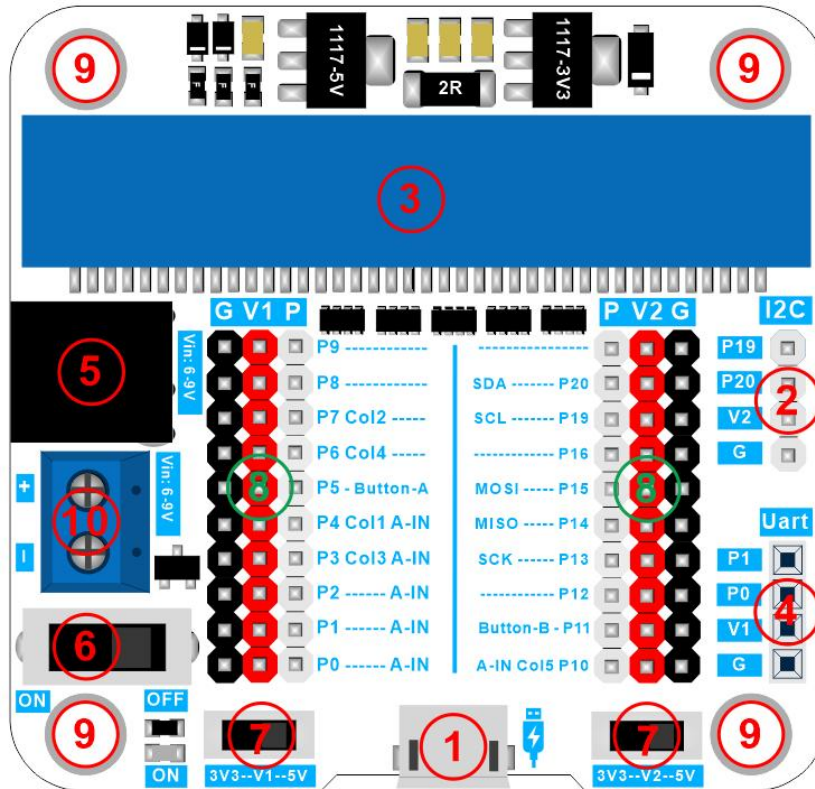 9
9
1117-5V
2R
1117-3V3
F F F
3
G V1 P
P V2 G
I2C
5
Vin: 6-9V
P9 ------------
------------
P19
P8 ------------
SDA ------- P20
P20
2
P7 Col2 -----
SCL ------ P19
V2
P6 Col4 -----
------------ P16
G
+
10
Vin: 6-9V
8
P5 - Button-A
MOSI ----- P15
8
P4 Col1 A-IN
MISO ---- P14
Uart
–
P3 Col3 A-IN
SCK ------ P13
P1
P2 ----- A-IN
------------ P12
P0
4
6
P1 ----- A-IN
Button-B - P11
V1
P0 ------ A-IN
A-IN Col5 P10
G
ON
OFF
9
7
1
7
9
ON
3V3--V1--5V
3V3--V2--5V